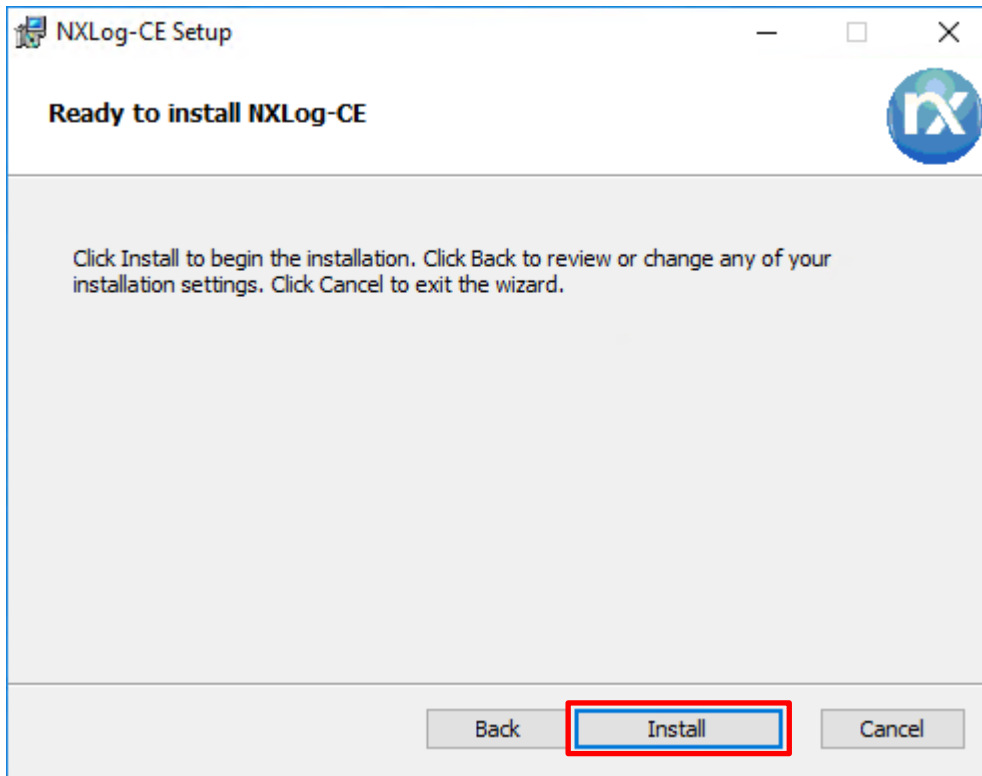 NXLog-CE Setup
Ready to install NXLog-CE
nx
Click Install to begin the installation. Click Back to review or change any of your
installation settings. Click Cancel to exit the wizard.
Back Install Cancel